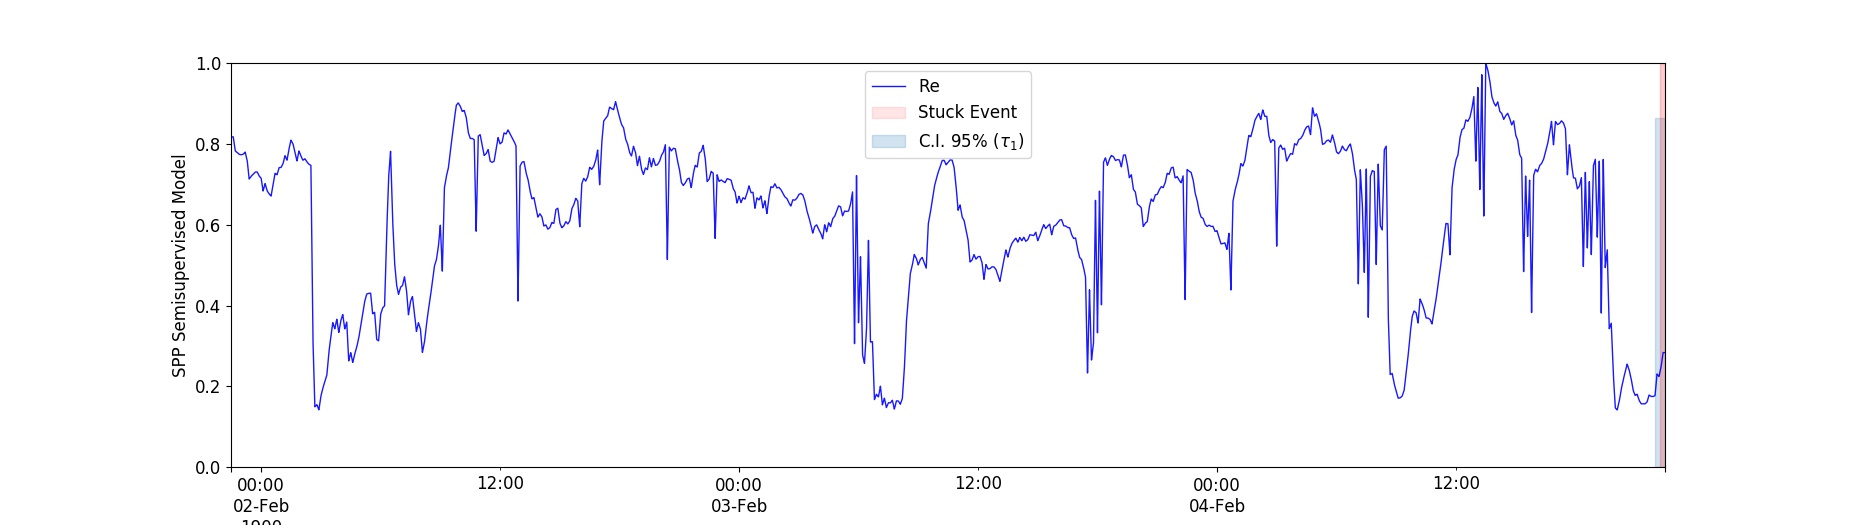 1.0
0.8
0.6
0.4
0.2
0.0
SPP Semisupervised Model
Re
Stuck Event
C.I. 95% (τ₁)
00:00 12:00 00:00 12:00 00:00 12:00
02-Feb 03-Feb 04-Feb
1900